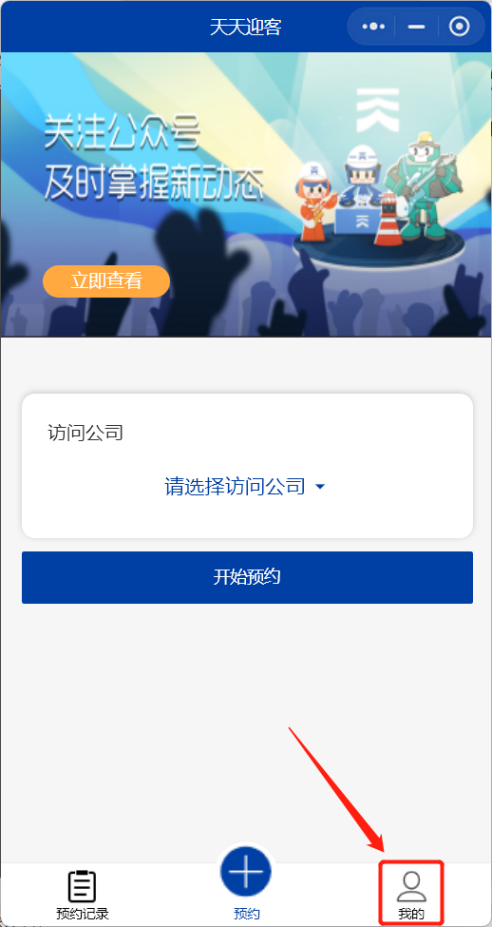 天天迎客
关注公众号
及时掌握新动态
立即查看
访问公司
请选择访问公司
开始预约
预约记录
预约
我的